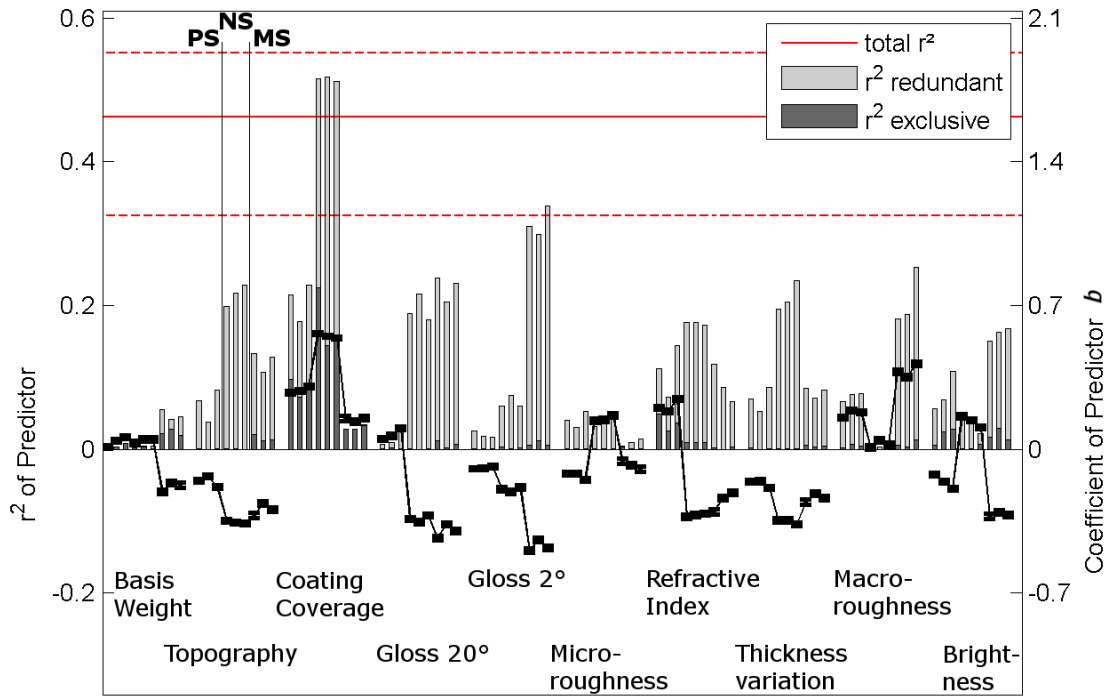 0.6
0.4
0.2
0
-0.2
r² of Predictor
2.1
1.4
0.7
0
-0.7
Coefficient of Predictor b
PS
NS
MS
total r²
r² redundant
r² exclusive
Basis
Weight
Topography
Coating
Coverage
Gloss 20°
Gloss 2°
Micro-
roughness
Refractive
Index
Thickness
variation
Macro-
roughness
Bright-
ness